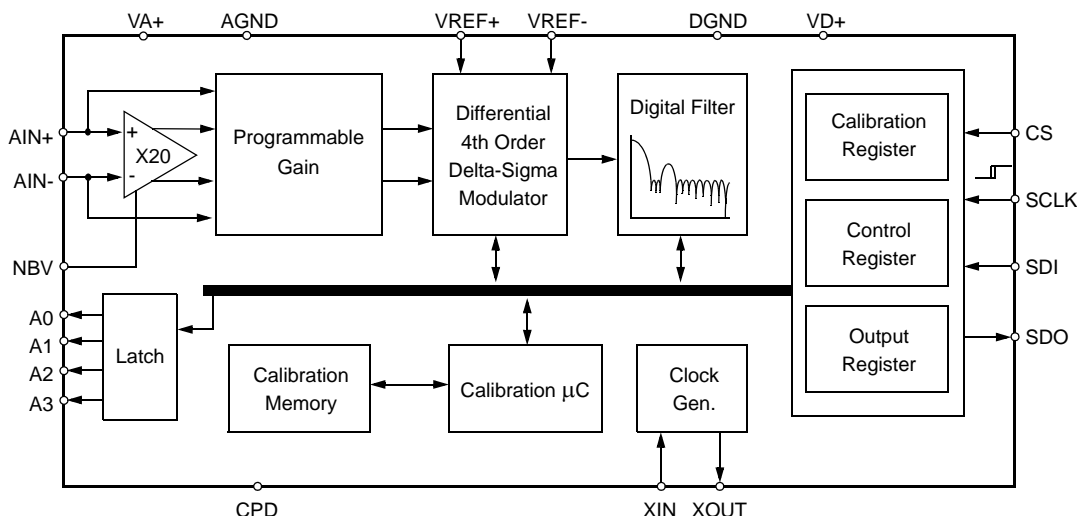 VA+ AGND VREF+ VREF- DGND VD+
AIN+
AIN-
NBV
+
X20
-
Programmable
Gain
Differential
4th Order
Delta-Sigma
Modulator
Digital Filter
Calibration
Register
Control
Register
Output
Register
CS
SCLK
SDI
SDO
A0
A1
A2
A3
Latch
Calibration
Memory
Calibration µC
Clock
Gen.
CPD XIN XOUT